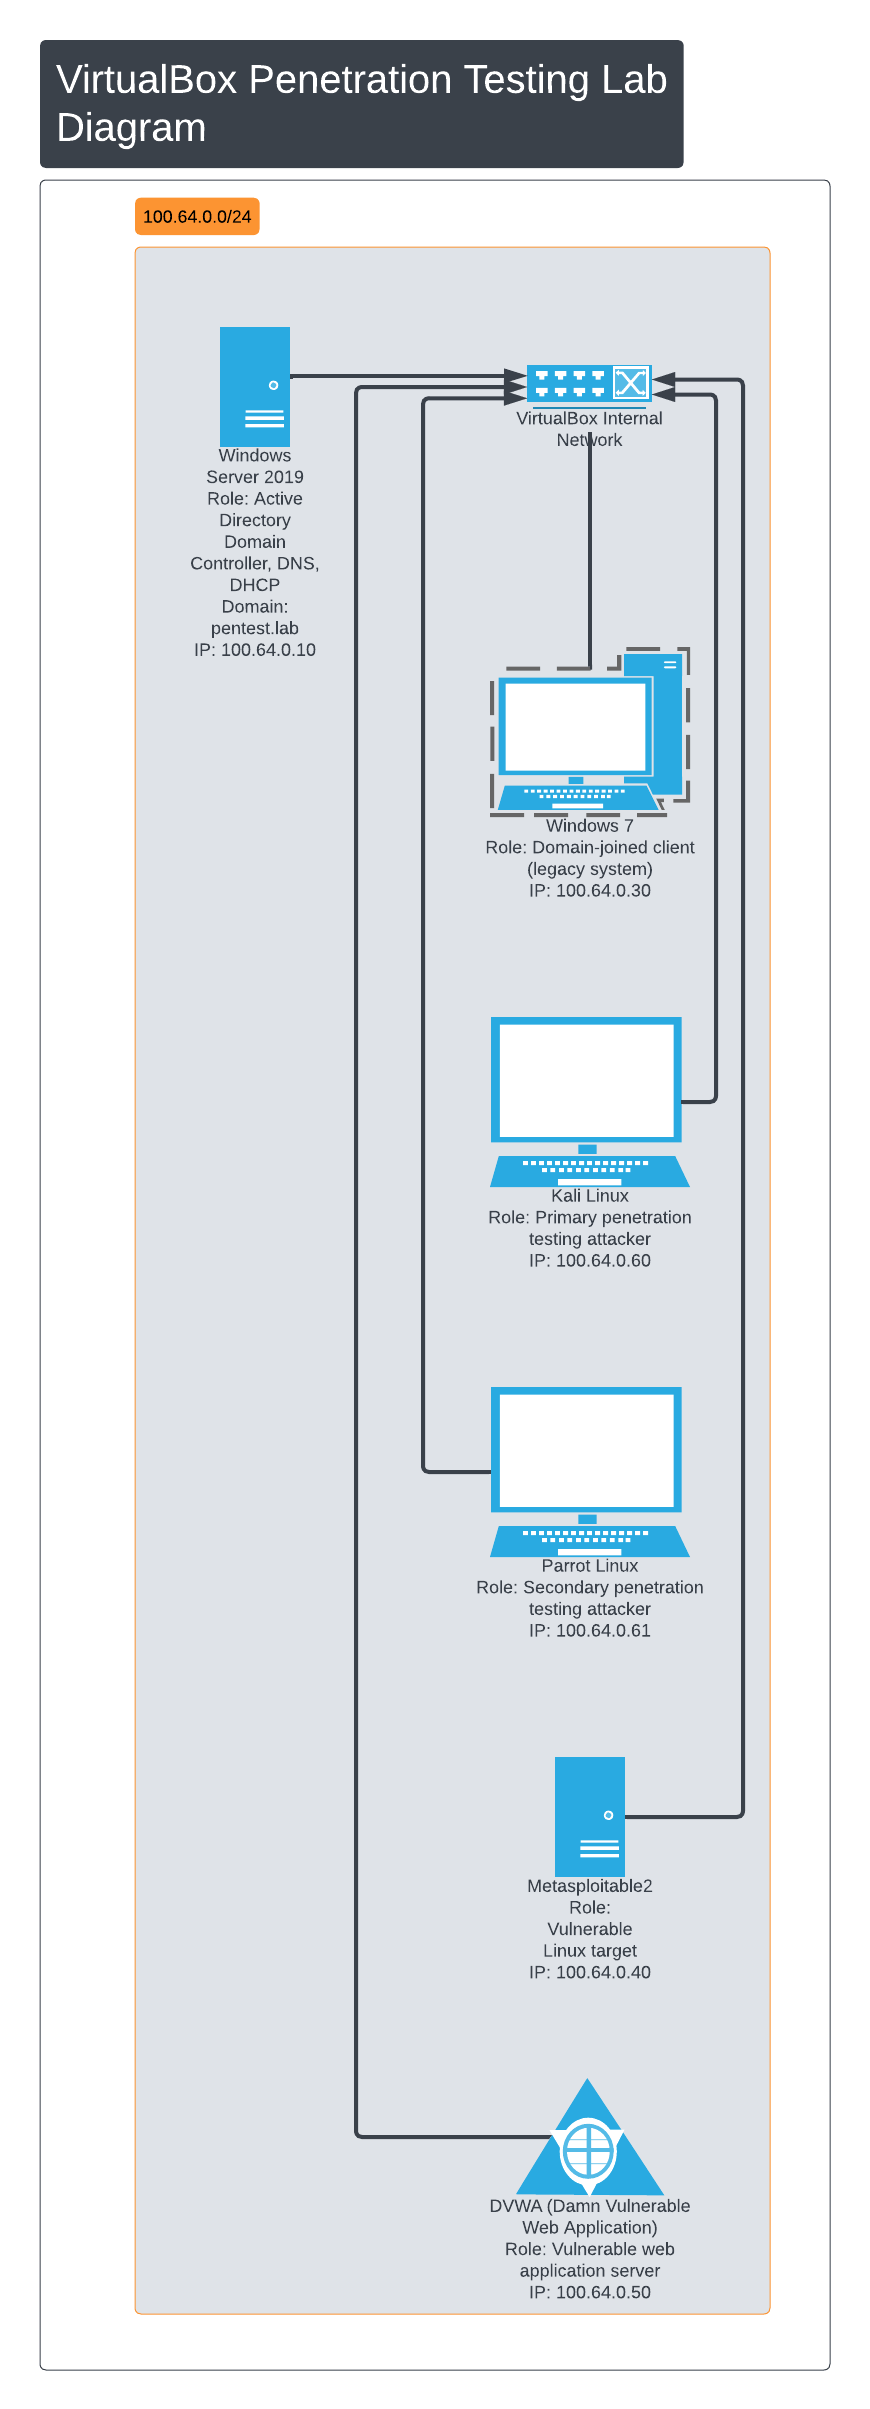 VirtualBox Penetration Testing Lab
Diagram
100.64.0.0/24
VirtualBox Internal
Network
Windows
Server 2019
Role: Active
Directory
Domain
Controller, DNS,
DHCP
Domain:
pentest.lab
IP: 100.64.0.10
Windows 7
Role: Domain-joined client
(legacy system)
IP: 100.64.0.30
Kali Linux
Role: Primary penetration
testing attacker
IP: 100.64.0.60
Parrot Linux
Role: Secondary penetration
testing attacker
IP: 100.64.0.61
Metasploitable2
Role:
Vulnerable
Linux target
IP: 100.64.0.40
DVWA (Damn Vulnerable
Web Application)
Role: Vulnerable web
application server
IP: 100.64.0.50